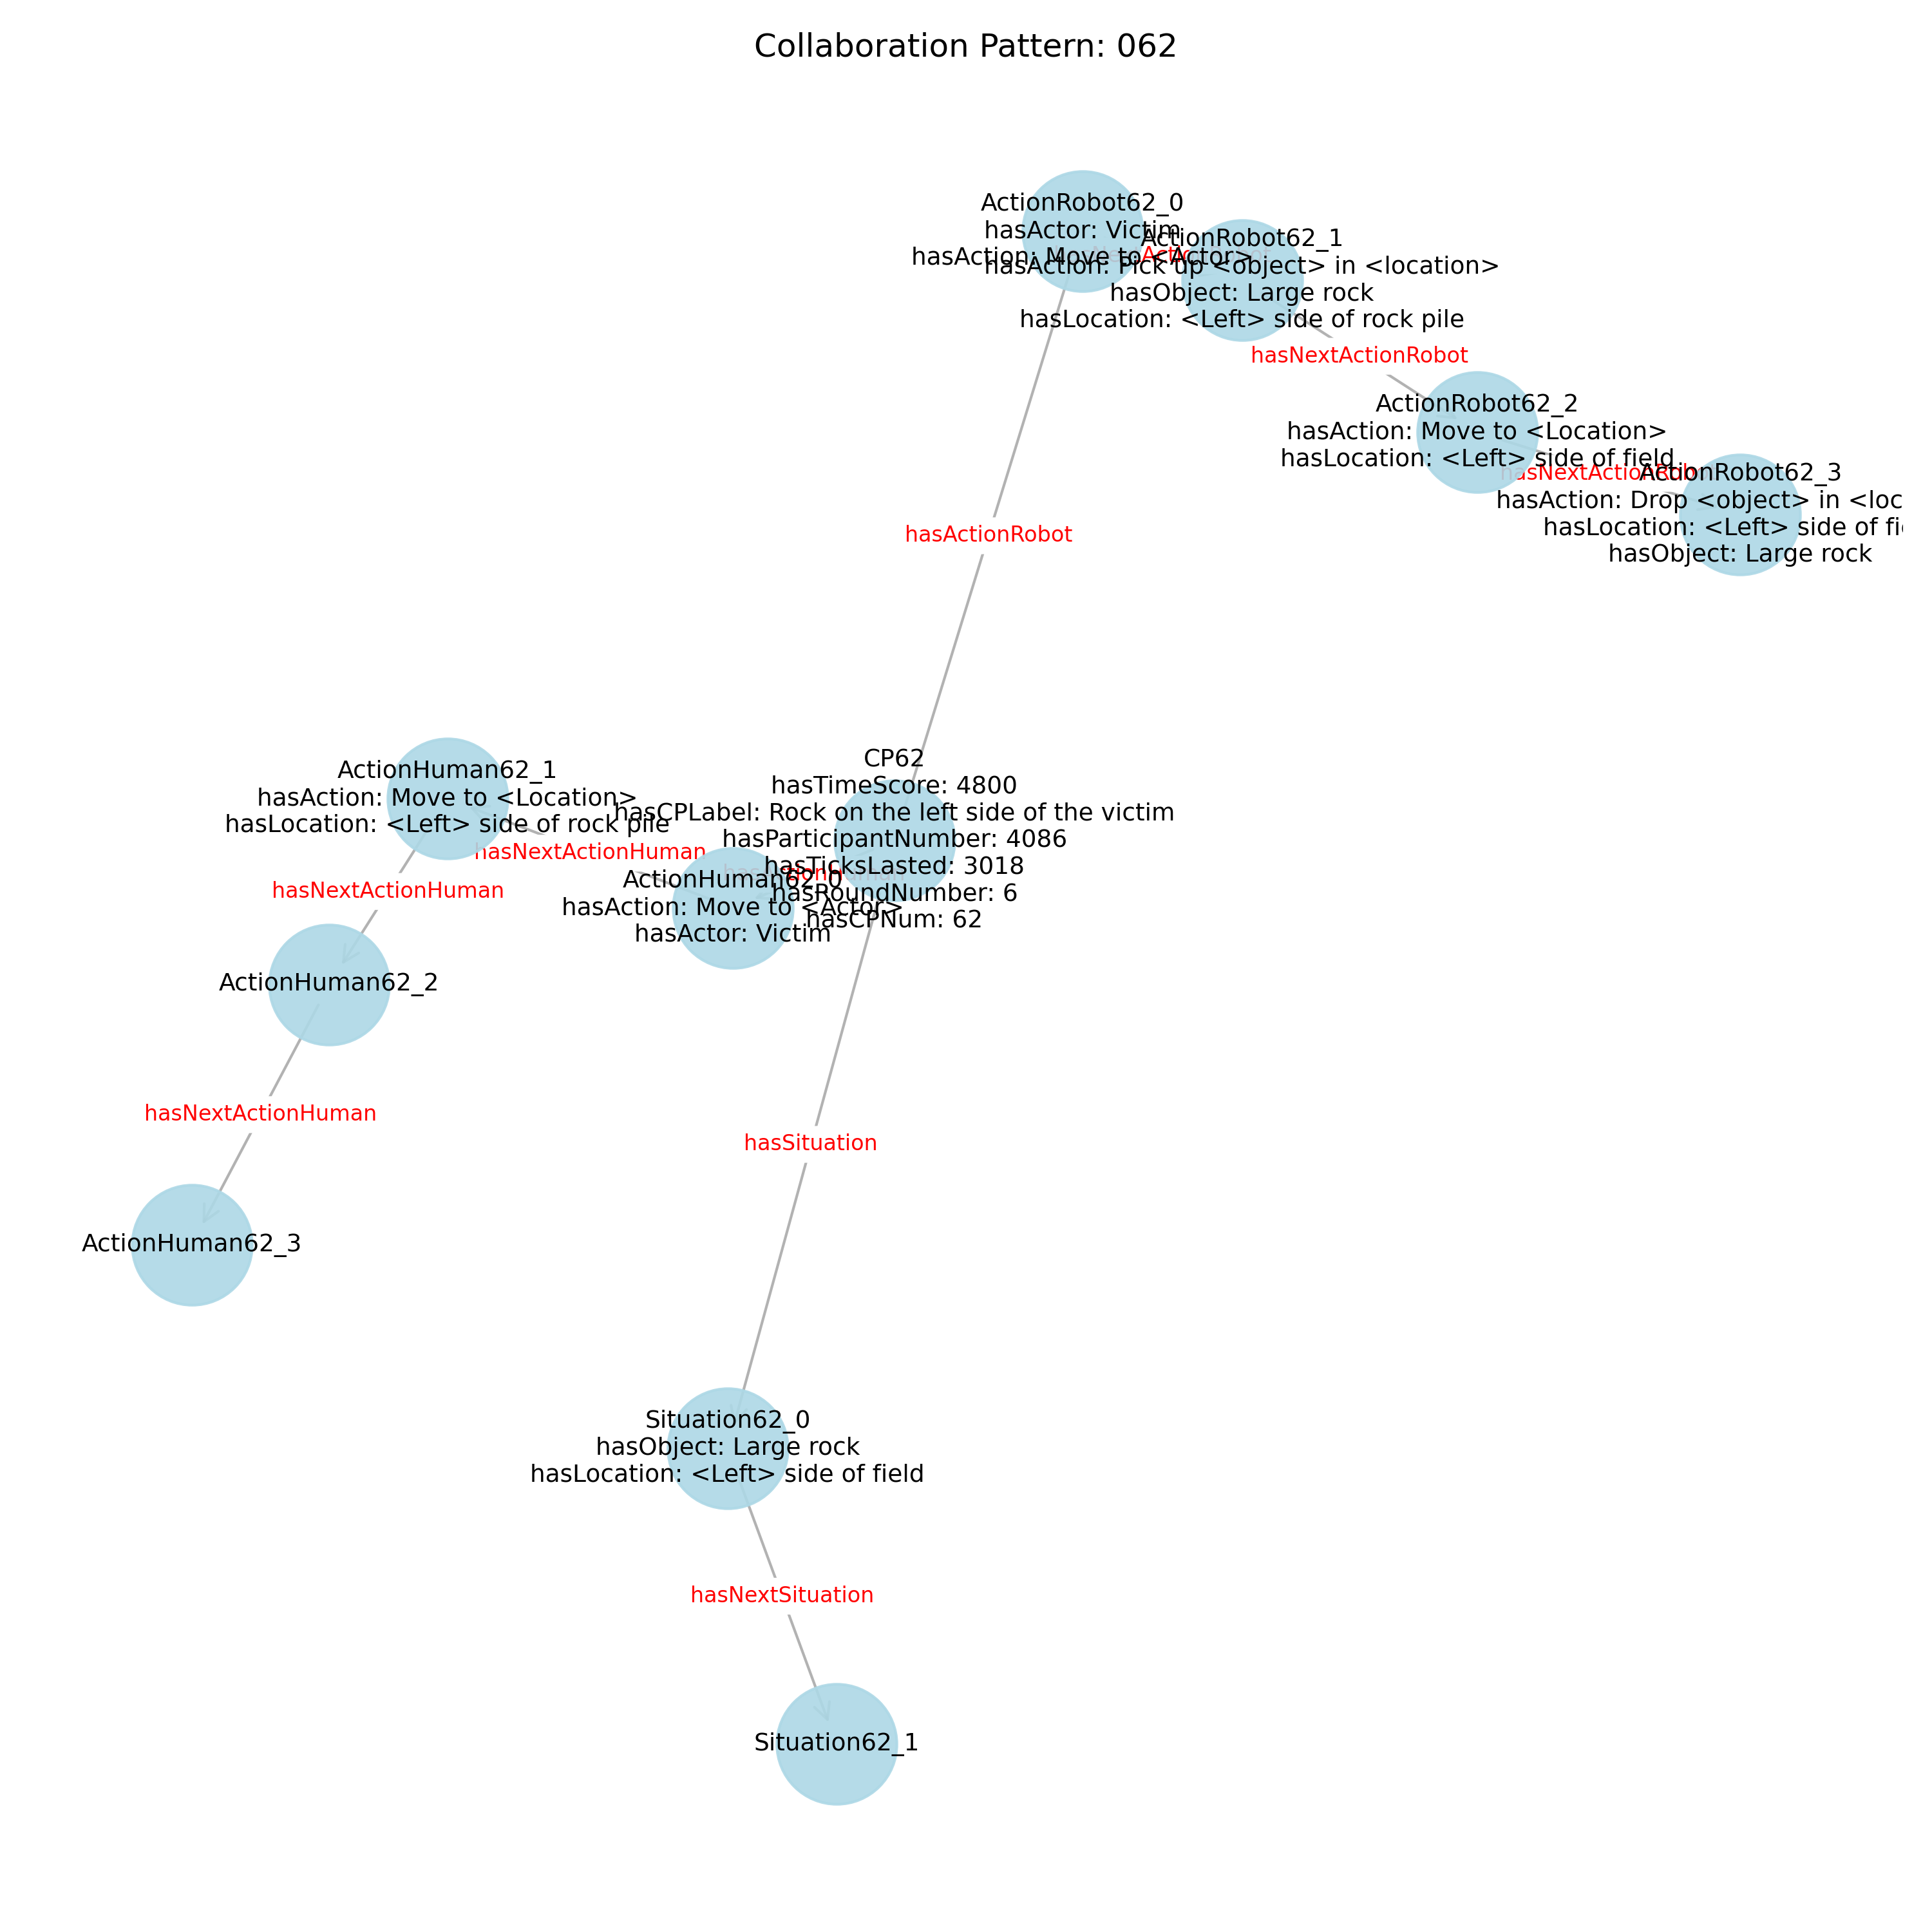 Collaboration Pattern: 062
ActionRobot62_0
hasActor: Victim
hasAction: Move to <Actor>
ActionRobot62_1
hasAction: Pick up <object> in <location>
hasObject: Large rock
hasLocation: <Left> side of rock pile
hasNextActionRobot
ActionRobot62_2
hasAction: Move to <Location>
hasLocation: <Left> side of field
ActionRobot62_3
hasAction: Drop <object> in <loc
hasLocation: <Left> side of
hasObject: Large rock
hasActionRobot
CP62
hasTimeScore: 4800
hasCPLabel: Rock on the left side of the victim
hasParticipantNumber: 4086
hasTicksLasted: 3018
hasRoundNumber: 6
hasCPNum: 62
ActionHuman62_1
hasAction: Move to <Location>
hasLocation: <Left> side of rock pile
hasNextActionHuman
ActionHuman62_0
hasAction: Move to <Actor>
hasActor: Victim
hasNextActionHuman
ActionHuman62_2
hasNextActionHuman
ActionHuman62_3
hasSituation
Situation62_0
hasObject: Large rock
hasLocation: <Left> side of field
hasNextSituation
Situation62_1